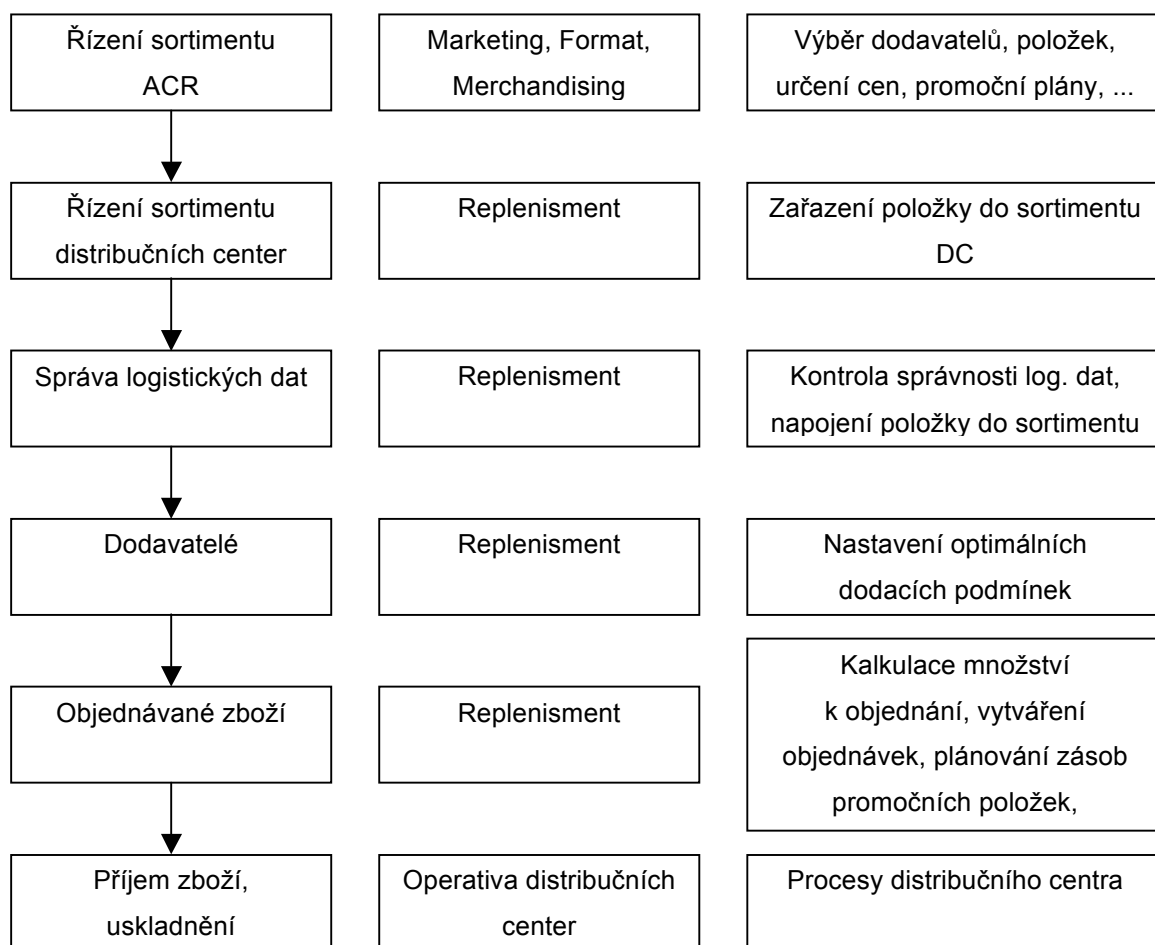 Řízení sortimentu
ACR
Marketing, Format,
Merchandising
Výběr dodavatelů, položek,
určení cen, promoční plány, ...
Řízení sortimentu
distribučních center
Replenisment
Zařazení položky do sortimentu
DC
Správa logistických dat
Replenisment
Kontrola správnosti log. dat,
napojení položky do sortimentu
Dodavatelé
Replenisment
Nastavení optimálních
dodacích podmínek
Objednávané zboží
Replenisment
Kalkulace množství
k objednání, vytváření
objednávek, plánování zásob
promočních položek,
Příjem zboží,
uskladnění
Operativa distribučních
center
Procesy distribučního centra